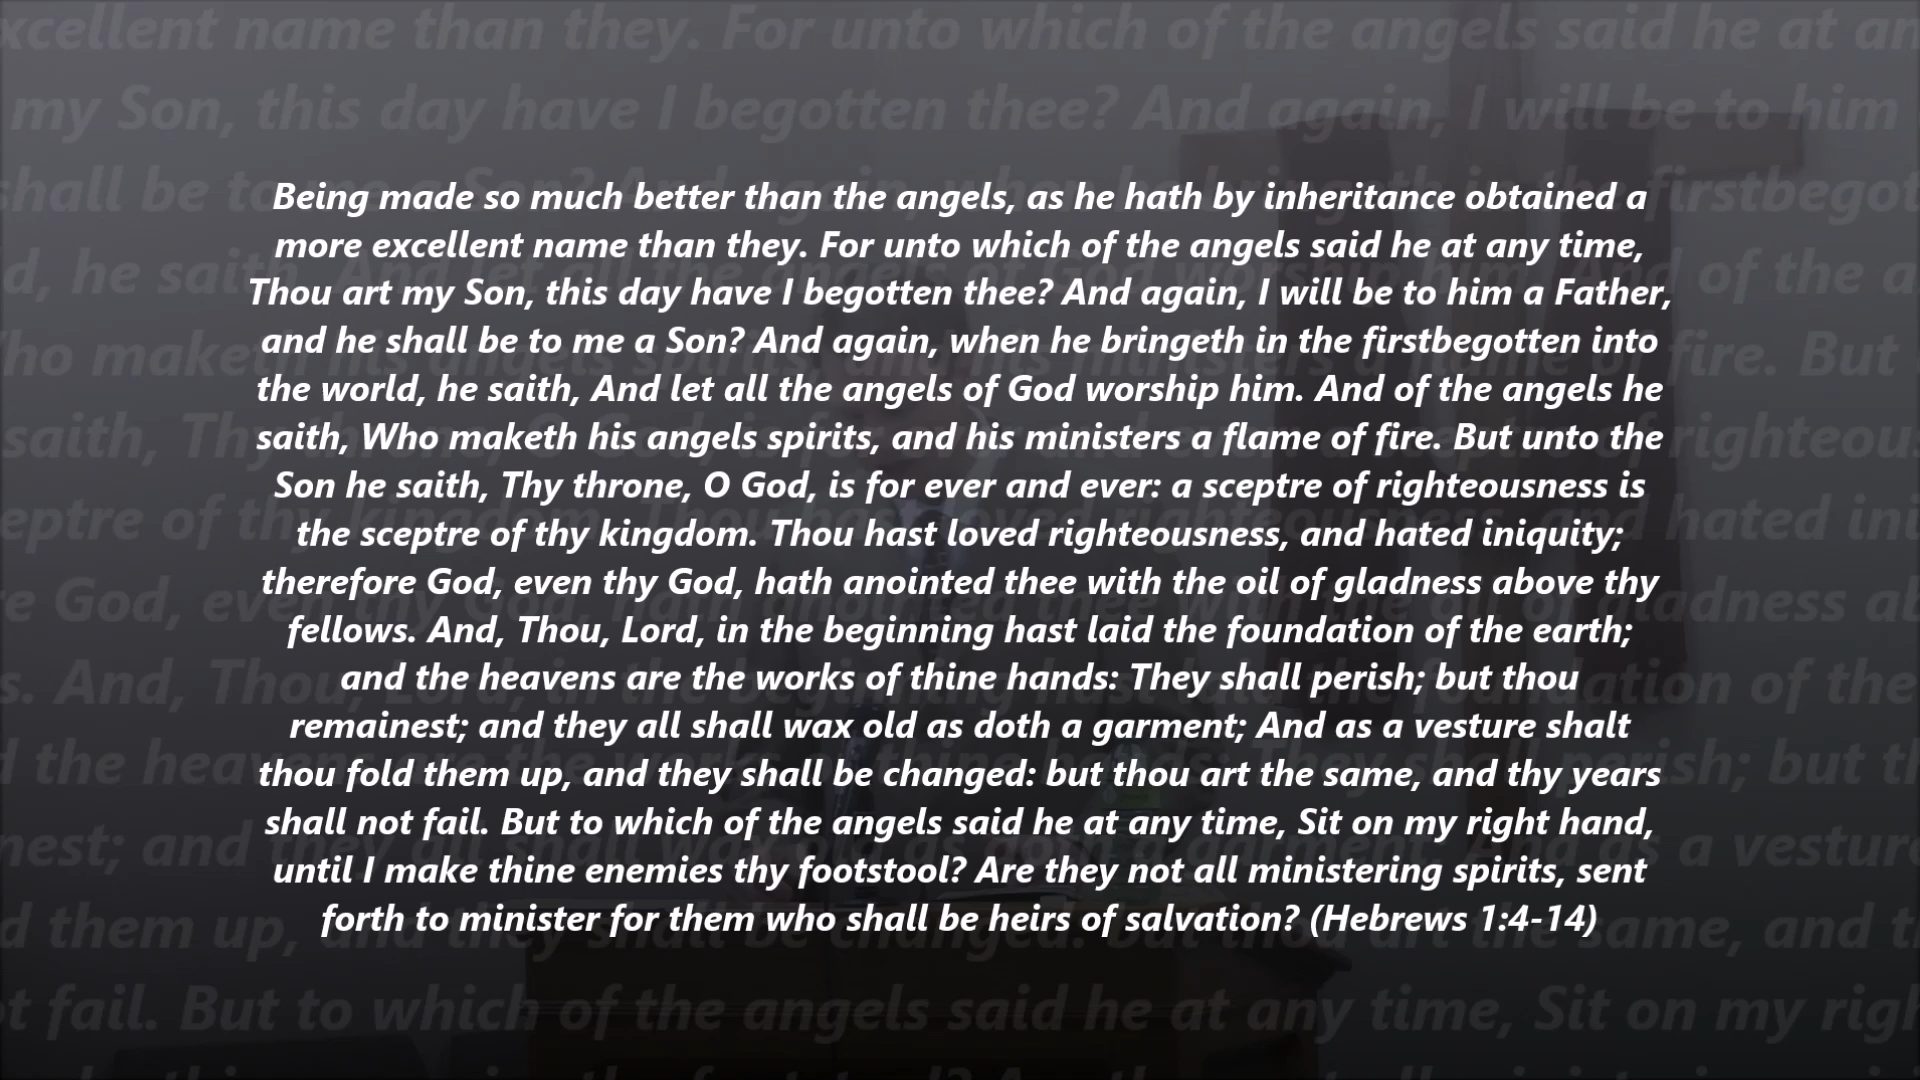 Being made so much better than the angels, as he hath by inheritance obtained a
more excellent name than they. For unto which of the angels said he at any time,
Thou art my Son, this day have I begotten thee? And again, I will be to him a Father,
and he shall be to me a Son? And again, when he bringeth in the firstbegotten into
the world, he saith, And let all the angels of God worship him. And of the angels he
saith, Who maketh his angels spirits, and his ministers a flame of fire. But unto the
Son he saith, Thy throne, O God, is for ever and ever: a sceptre of righteousness is
the sceptre of thy kingdom. Thou hast loved righteousness, and hated iniquity;
therefore God, even thy God, hath anointed thee with the oil of gladness above thy
fellows. And, Thou, Lord, in the beginning hast laid the foundation of the earth;
and the heavens are the works of thine hands: They shall perish; but thou
remainest; and they all shall wax old as doth a garment; And as a vesture shalt
thou fold them up, and they shall be changed: but thou art the same, and thy years
shall not fail. But to which of the angels said he at any time, Sit on my right hand,
until I make thine enemies thy footstool? Are they not all ministering spirits, sent
forth to minister for them who shall be heirs of salvation? (Hebrews 1:4-14)